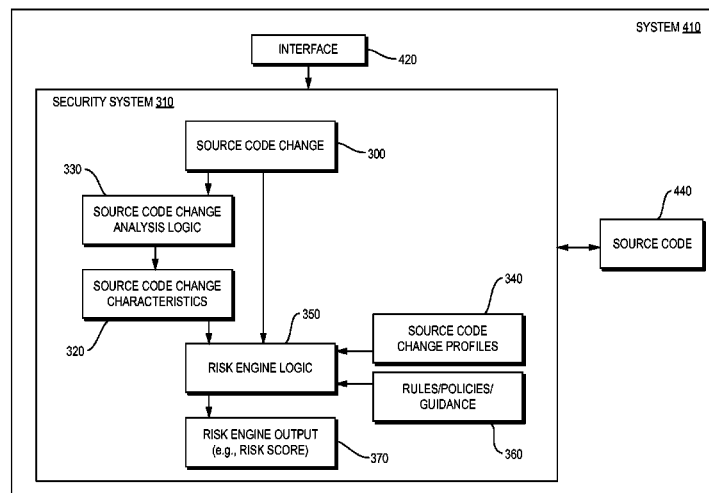 SYSTEM 410
INTERFACE
420
SECURITY SYSTEM 310
SOURCE CODE CHANGE
300
330
SOURCE CODE CHANGE
ANALYSIS LOGIC
440
SOURCE CODE
SOURCE CODE CHANGE
CHARACTERISTICS
320
340
SOURCE CODE
CHANGE PROFILES
350
RISK ENGINE LOGIC
RULES/POLICIES/
GUIDANCE
360
RISK ENGINE OUTPUT
(e.g., RISK SCORE)
370